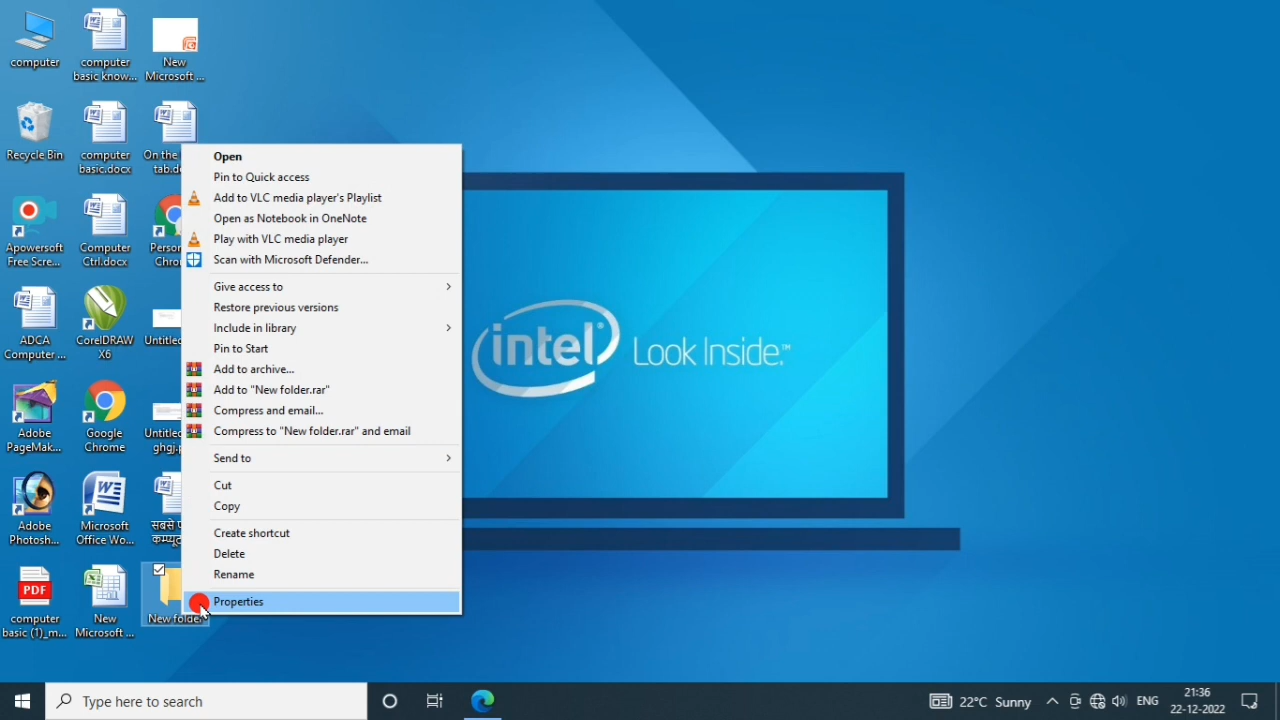 computer
computer
basic know...
New
Microsoft ...
Recycle Bin
computer
basic.docx
On the
tab.d
Apowersoft
Free Scre...
Computer
Ctrl.docx
Person
Chro
ADCA
Computer ...
CorelDRAW
X6
Untitled
Adobe
PageMak...
Google
Chrome
Untitled
ghgj.p
Adobe
Photosh...
Microsoft
Office Wo...
सबसे प
कम्प्यूट
PDF
computer
basic (1)_m...
New
Microsoft ...
New folder
Open
Pin to Quick access
Add to VLC media player's Playlist
Open as Notebook in OneNote
Play with VLC media player
Scan with Microsoft Defender...
Give access to
Restore previous versions
Include in library
Pin to Start
Add to archive...
Add to "New folder.rar"
Compress and email...
Compress to "New folder.rar" and email
Send to
Cut
Copy
Create shortcut
Delete
Rename
Properties
intel® Look Inside.™
Type here to search
22°C Sunny
ENG
21:36
22-12-2022